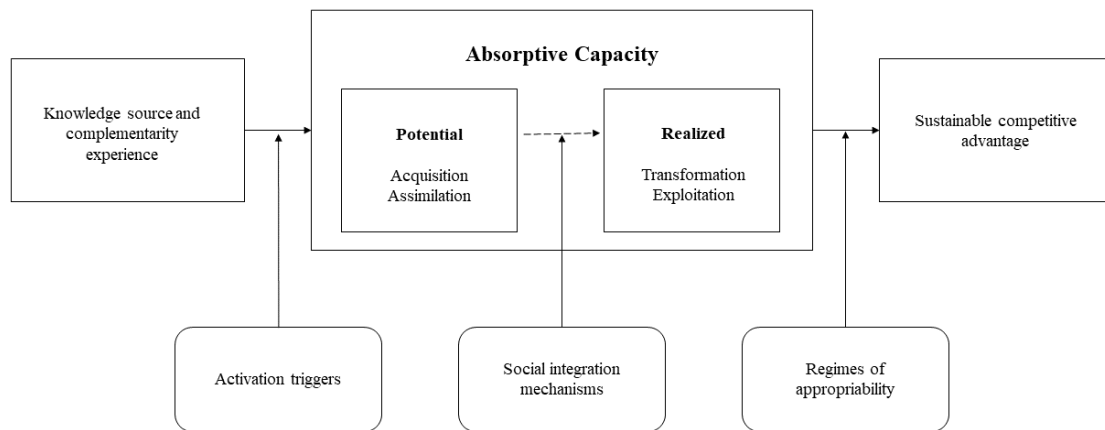 Absorptive Capacity
Knowledge source and
complementarity
experience
Potential
Acquisition
Assimilation
Realized
Transformation
Exploitation
Sustainable competitive
advantage
Activation triggers
Social integration
mechanisms
Regimes of
appropriability